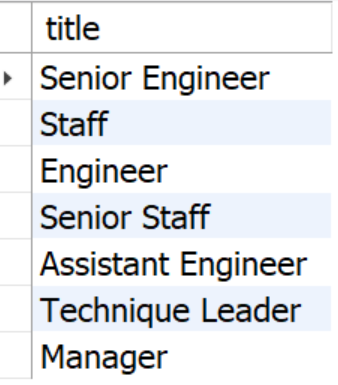 title
Senior Engineer
Staff
Engineer
Senior Staff
Assistant Engineer
Technique Leader
Manager